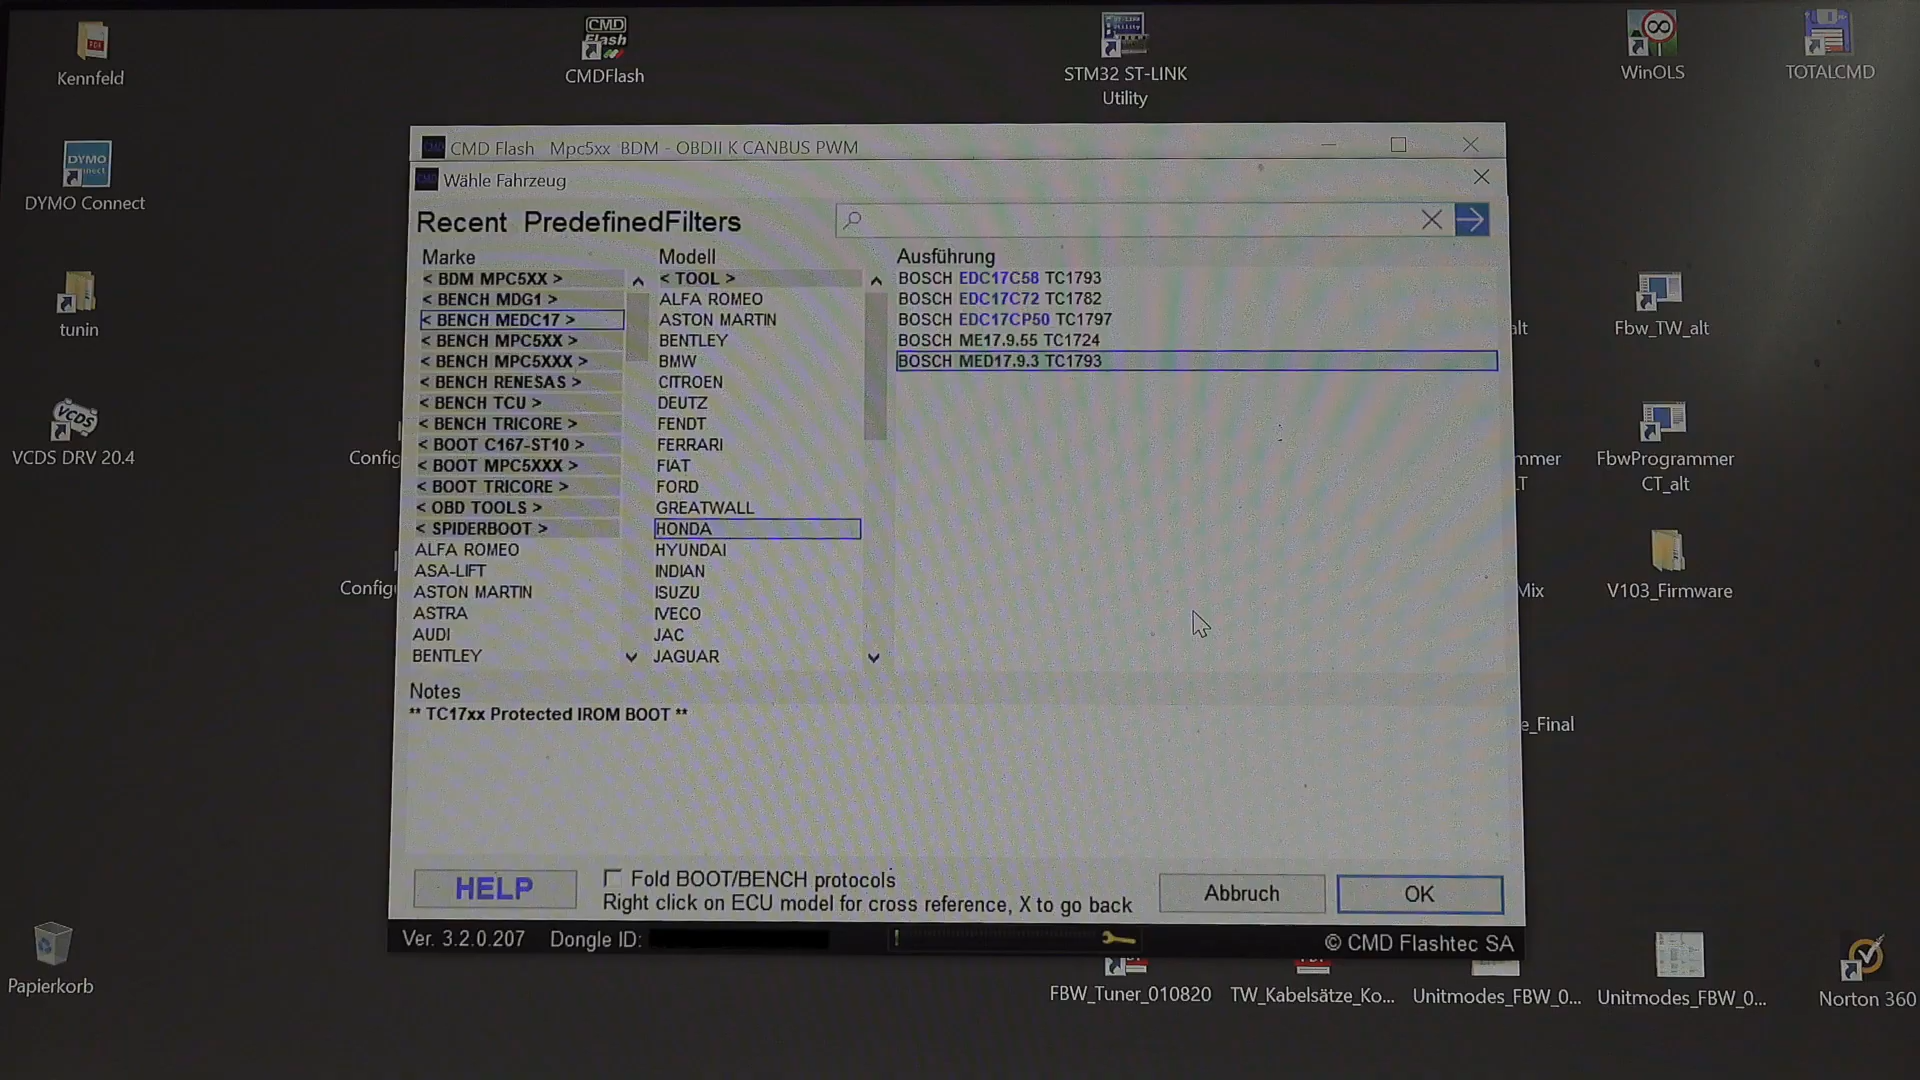 Kennfeld
CMD
Flash
CMDFlash
STM32 ST-LINK
Utility
WinOLS
TOTALCMD
DYMO
DYMO Connect
tunin
VCDS
VCDS DRV 20.4
CMD Flash Mpc5xx BDM - OBDII K CANBUS PWM
Wähle Fahrzeug
Recent PredefinedFilters
Marke
< BDM MPC5XX >
< BENCH MDG1 >
< BENCH MEDC17 >
< BENCH MPC5XX >
< BENCH MPC5XXX >
< BENCH RENESAS >
< BENCH TCU >
< BENCH TRICORE >
< BOOT C167-ST10 >
< BOOT MPC5XXX >
< BOOT TRICORE >
< OBD TOOLS >
< SPIDERBOOT >
ALFA ROMEO
ASA-LIFT
ASTON MARTIN
ASTRA
AUDI
BENTLEY
Modell
< TOOL >
ALFA ROMEO
ASTON MARTIN
BENTLEY
BMW
CITROEN
DEUTZ
FENDT
FERRARI
FIAT
FORD
GREATWALL
HONDA
HYUNDAI
INDIAN
ISUZU
IVECO
JAC
JAGUAR
Ausführung
BOSCH EDC17C58 TC1793
BOSCH EDC17C72 TC1782
BOSCH EDC17CP50 TC1797
BOSCH ME17.9.55 TC1724
BOSCH MED17.9.3 TC1793
Notes
** TC17xx Protected IROM BOOT **
HELP
Fold BOOT/BENCH protocols
Right click on ECU model for cross reference, X to go back
Abbruch
OK
Ver. 3.2.0.207 Dongle ID:
© CMD Flashtec SA
Config
Config
alt
Fbw_TW_alt
mmer
LT
FbwProgrammer
CT_alt
Mix
V103_Firmware
e_Final
Papierkorb
FBW_Tuner_010820
TW_Kabelsätze_Ko...
Unitmodes_FBW_0...
Unitmodes_FBW_0...
Norton 360